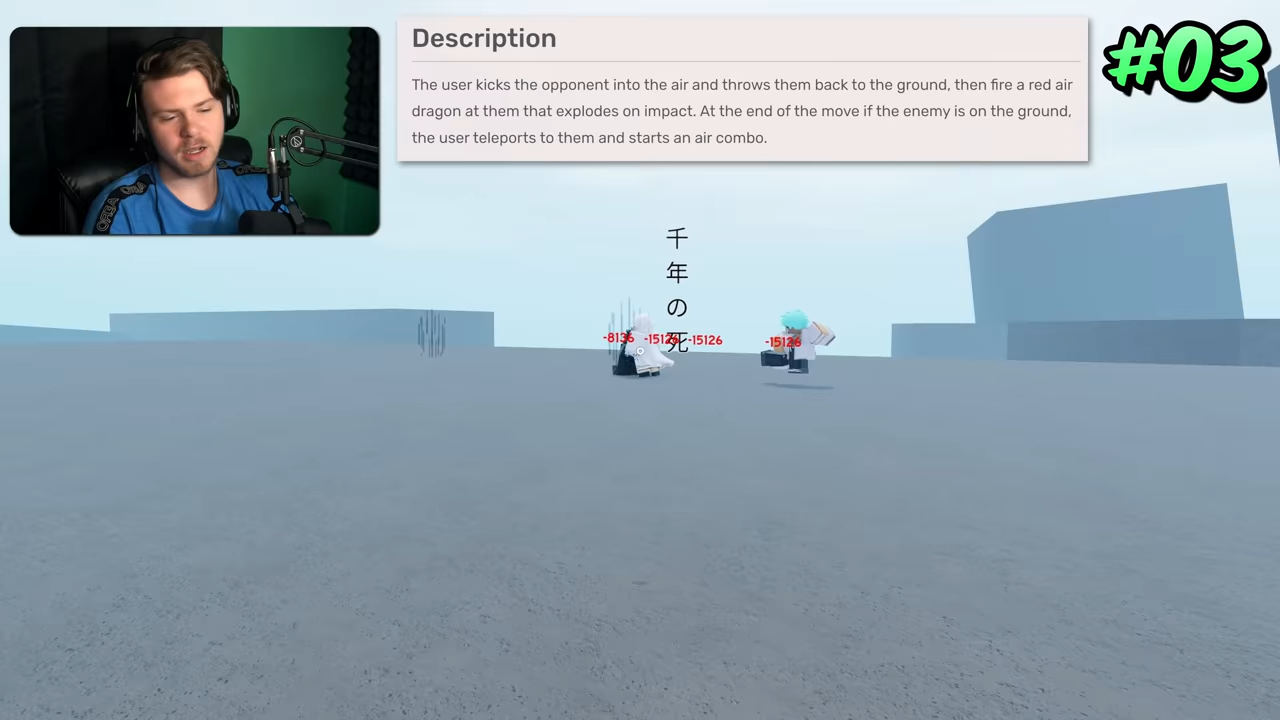 Description
#03
The user kicks the opponent into the air and throws them back to the ground, then fire a red air
dragon at them that explodes on impact. At the end of the move if the enemy is on the ground,
the user teleports to them and starts an air combo.
千年の死
-8136 -15126 -15126 -15126